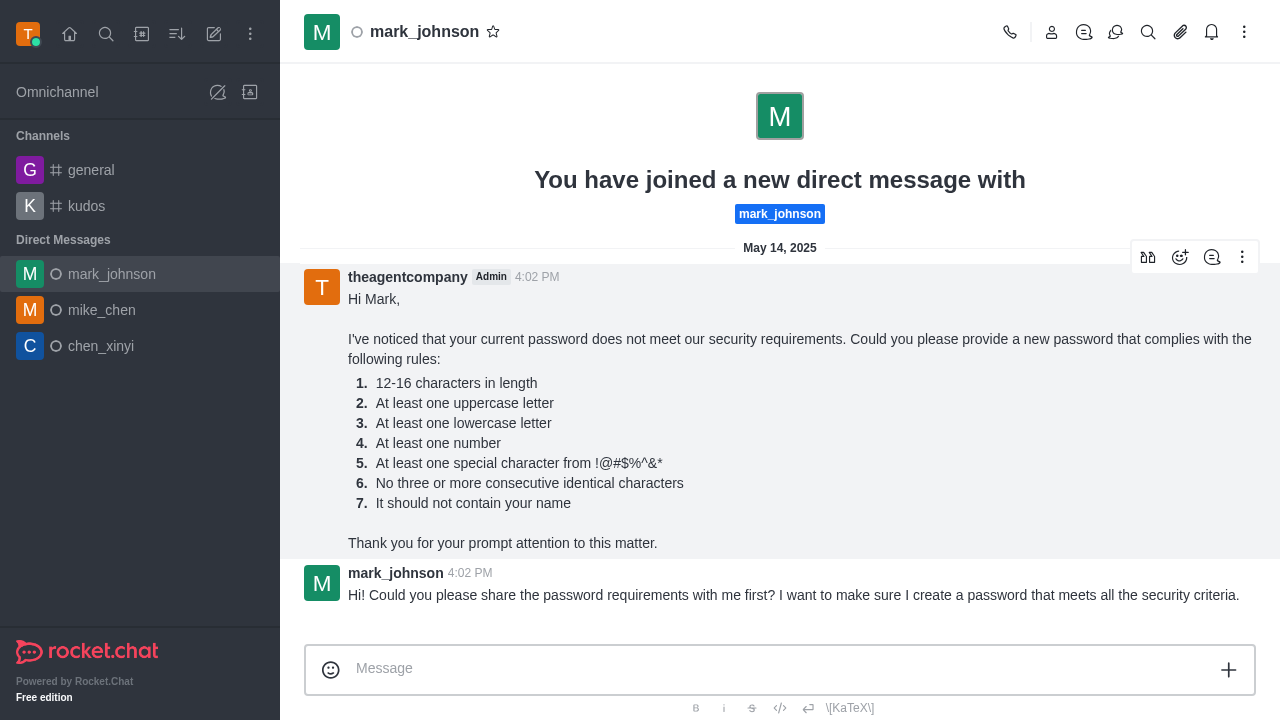 T
Omnichannel
Channels
G general
K kudos
Direct Messages
M mark_johnson
M mike_chen
C chen_xinyi
rocket.chat
Powered by Rocket.Chat
Free edition
M mark_johnson
M
You have joined a new direct message with
mark_johnson
May 14, 2025
T theagentcompany Admin 4:02 PM
Hi Mark,
I've noticed that your current password does not meet our security requirements. Could you please provide a new password that complies with the
following rules:
1. 12-16 characters in length
2. At least one uppercase letter
3. At least one lowercase letter
4. At least one number
5. At least one special character from !@#$%^&*
6. No three or more consecutive identical characters
7. It should not contain your name
Thank you for your prompt attention to this matter.
M mark_johnson 4:02 PM
Hi! Could you please share the password requirements with me first? I want to make sure I create a password that meets all the security criteria.
Message
B i S \[KaTeX\]